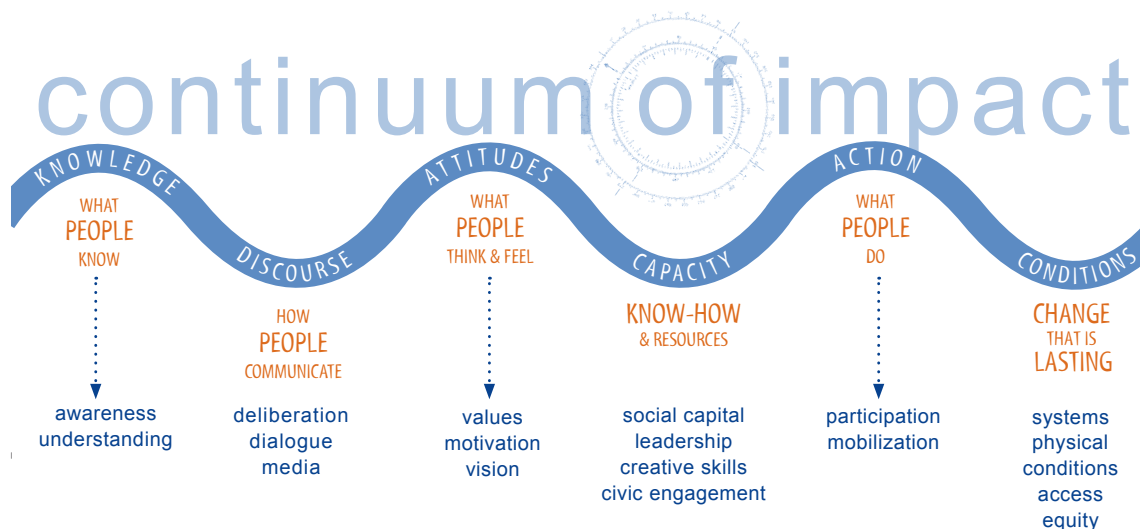 continuum of impact
KNOWLEDGE
WHAT
PEOPLE
KNOW
awareness
understanding
DISCOURSE
HOW
PEOPLE
COMMUNICATE
deliberation
dialogue
media
ATTITUDES
WHAT
PEOPLE
THINK & FEEL
values
motivation
vision
CAPACITY
KNOW-HOW
& RESOURCES
social capital
leadership
creative skills
civic engagement
ACTION
WHAT
PEOPLE
DO
participation
mobilization
CONDITIONS
CHANGE
THAT IS
LASTING
systems
physical
conditions
access
equity